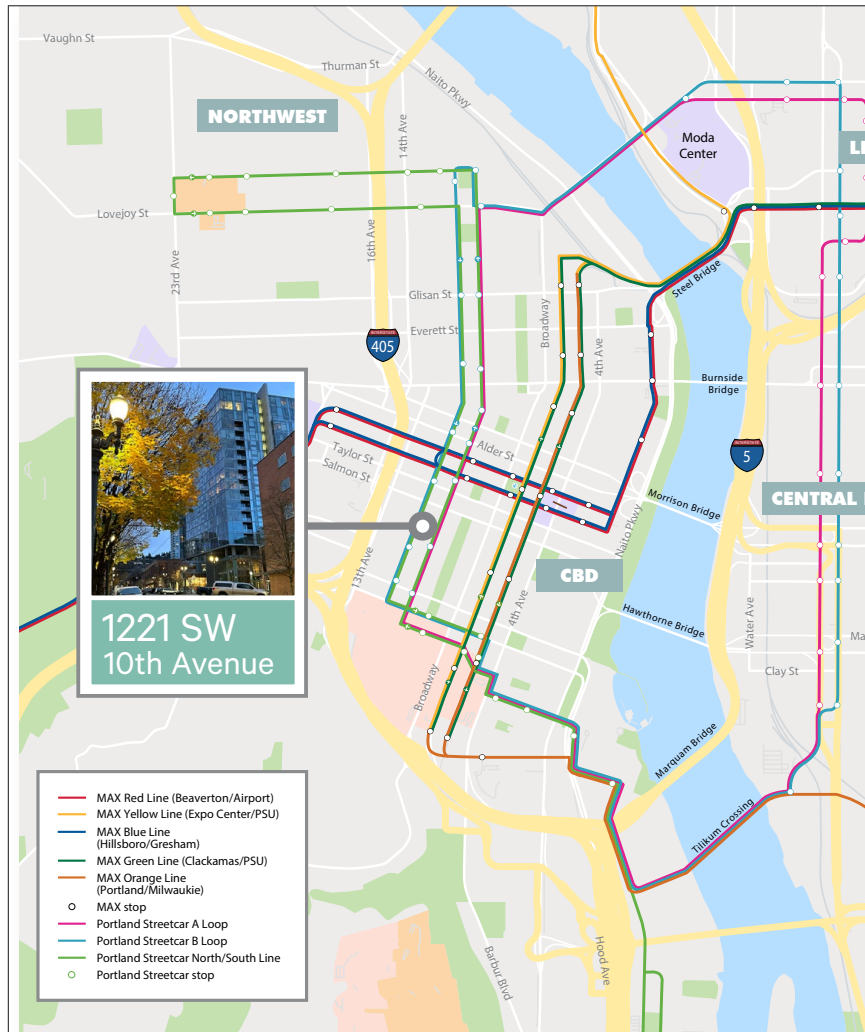 Vaughn St
Thurman St
Naito Pkwy
NORTHWEST
14th Ave
Moda
Center
Lovejoy St
23rd Ave
16th Ave
Steel Bridge
Glisan St
Broadway
Everett St
4th Ave
INTERSTATE
405
Burnside
Bridge
Alder St
Taylor St
Salmon St
INTERSTATE
5
Morrison Bridge
CENTRAL
Naito Pkwy
13th Ave
CBD
4th Ave
Hawthorne Bridge
Water Ave
1221 SW
10th Avenue
Clay St
Broadway
Marquam Bridge
Tilikum Crossing
MAX Red Line (Beaverton/Airport)
MAX Yellow Line (Expo Center/PSU)
MAX Blue Line
(Hillsboro/Gresham)
MAX Green Line (Clackamas/PSU)
MAX Orange Line
(Portland/Milwaukie)
MAX stop
Portland Streetcar A Loop
Portland Streetcar B Loop
Portland Streetcar North/South Line
Portland Streetcar stop
Barbur Blvd
Hood Ave